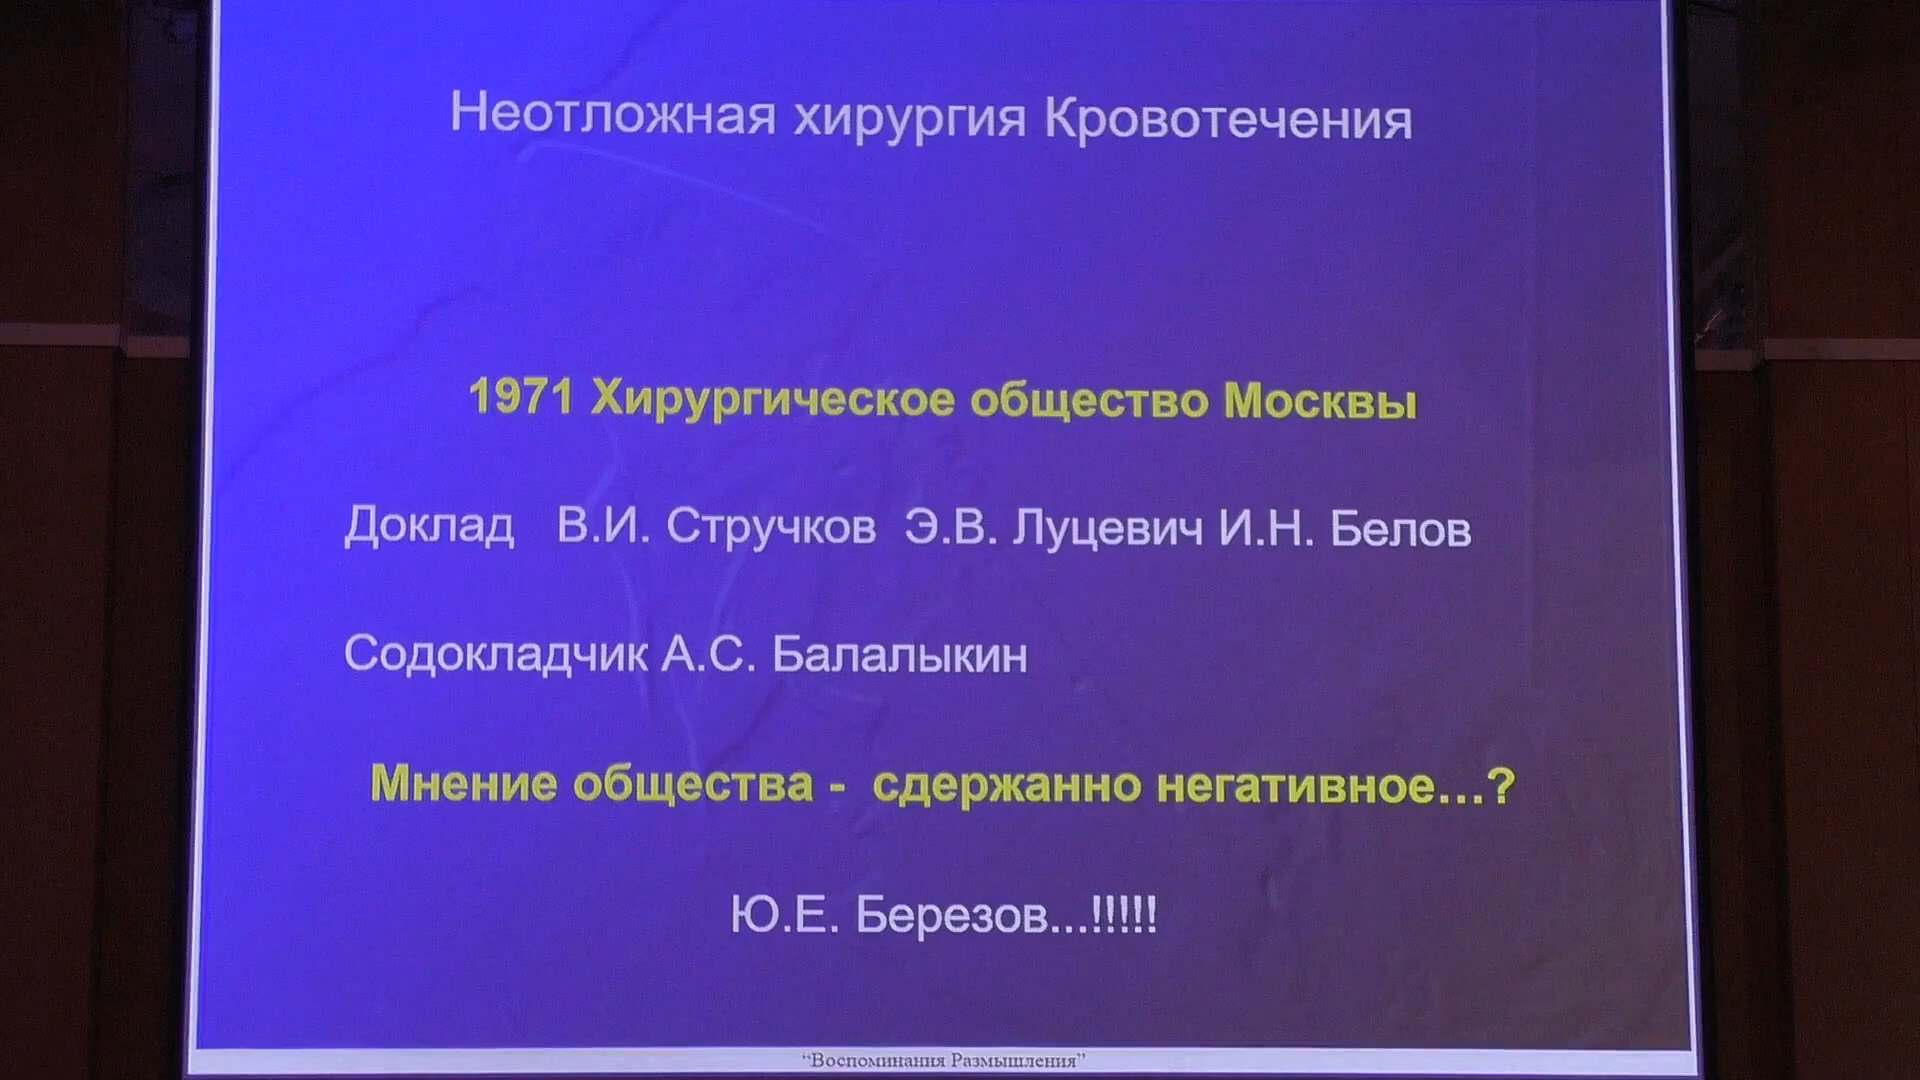 Неотложная хирургия Кровотечения
1971 Хирургическое общество Москвы
Доклад В.И. Стручков Э.В. Луцевич И.Н. Белов
Содокладчик А.С. Балалыкин
Мнение общества - сдержанно негативное...?
Ю.Е. Березов...!!!!!
“Воспоминания Размышления”